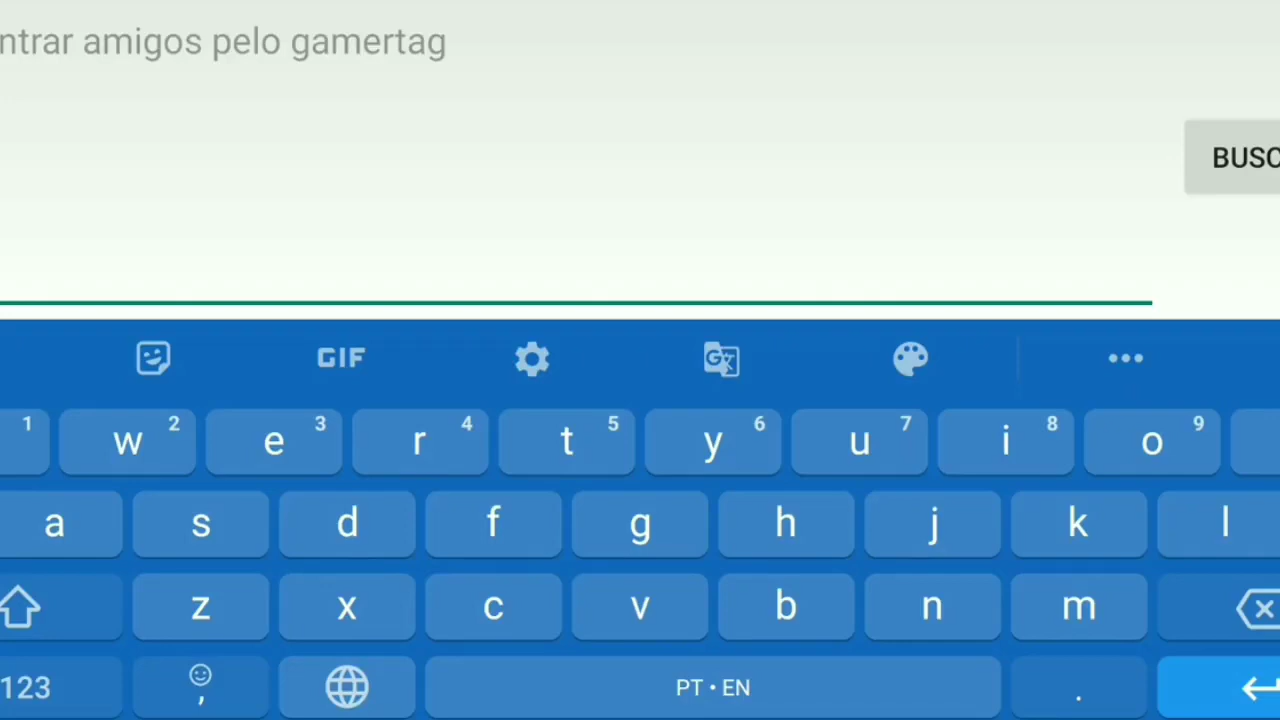 ntrar amigos pelo gamertag
BUSC
GIF
G
1 w 2 e 3 r 4 t 5 y 6 u 7 i 8 o 9
a s d f g h j k l
z x c v b n m
123 , PT • EN .